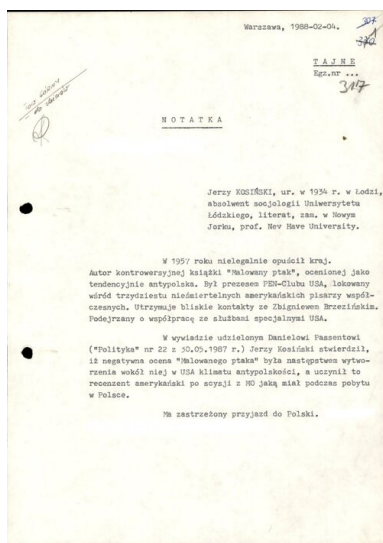 Warszawa, 1988-02-04.
307
T A J N E
Egz.nr ...
317
N O T A T K A
Jerzy KOSIŃSKI, ur. w 1934 r. w Łodzi,
absolwent socjologii Uniwersytetu
Łódzkiego, literat, zam. w Nowym
Jorku, prof. Nev Have University.
W 1957 roku nielegalnie opuścił kraj.
Autor kontrowersyjnej książki "Malowany ptak", ocenionej jako
tendencyjnie antypolska. Był prezesem PEN-Clubu USA, lokowany
wśród trzydziestu nieśmiertelnych amerykańskich pisarzy współ-
czesnych. Utrzymuje bliskie kontakty ze Zbigniewem Brzezińskim.
Podejrzany o współpracę ze służbami specjalnymi USA.
W wywiadzie udzielonym Danielowi Passentowi
("Polityka" nr 22 z 30.05.1987 r.) Jerzy Kosiński stwierdził,
iż negatywna ocena "Malowanego ptaka" była następstwem wytwo-
rzenia wokół niej w USA klimatu antypolskości, a uczynił to
recenzent amerykański po scysji z MO jaką miał podczas pobytu
w Polsce.
Ma zastrzeżony przyjazd do Polski.